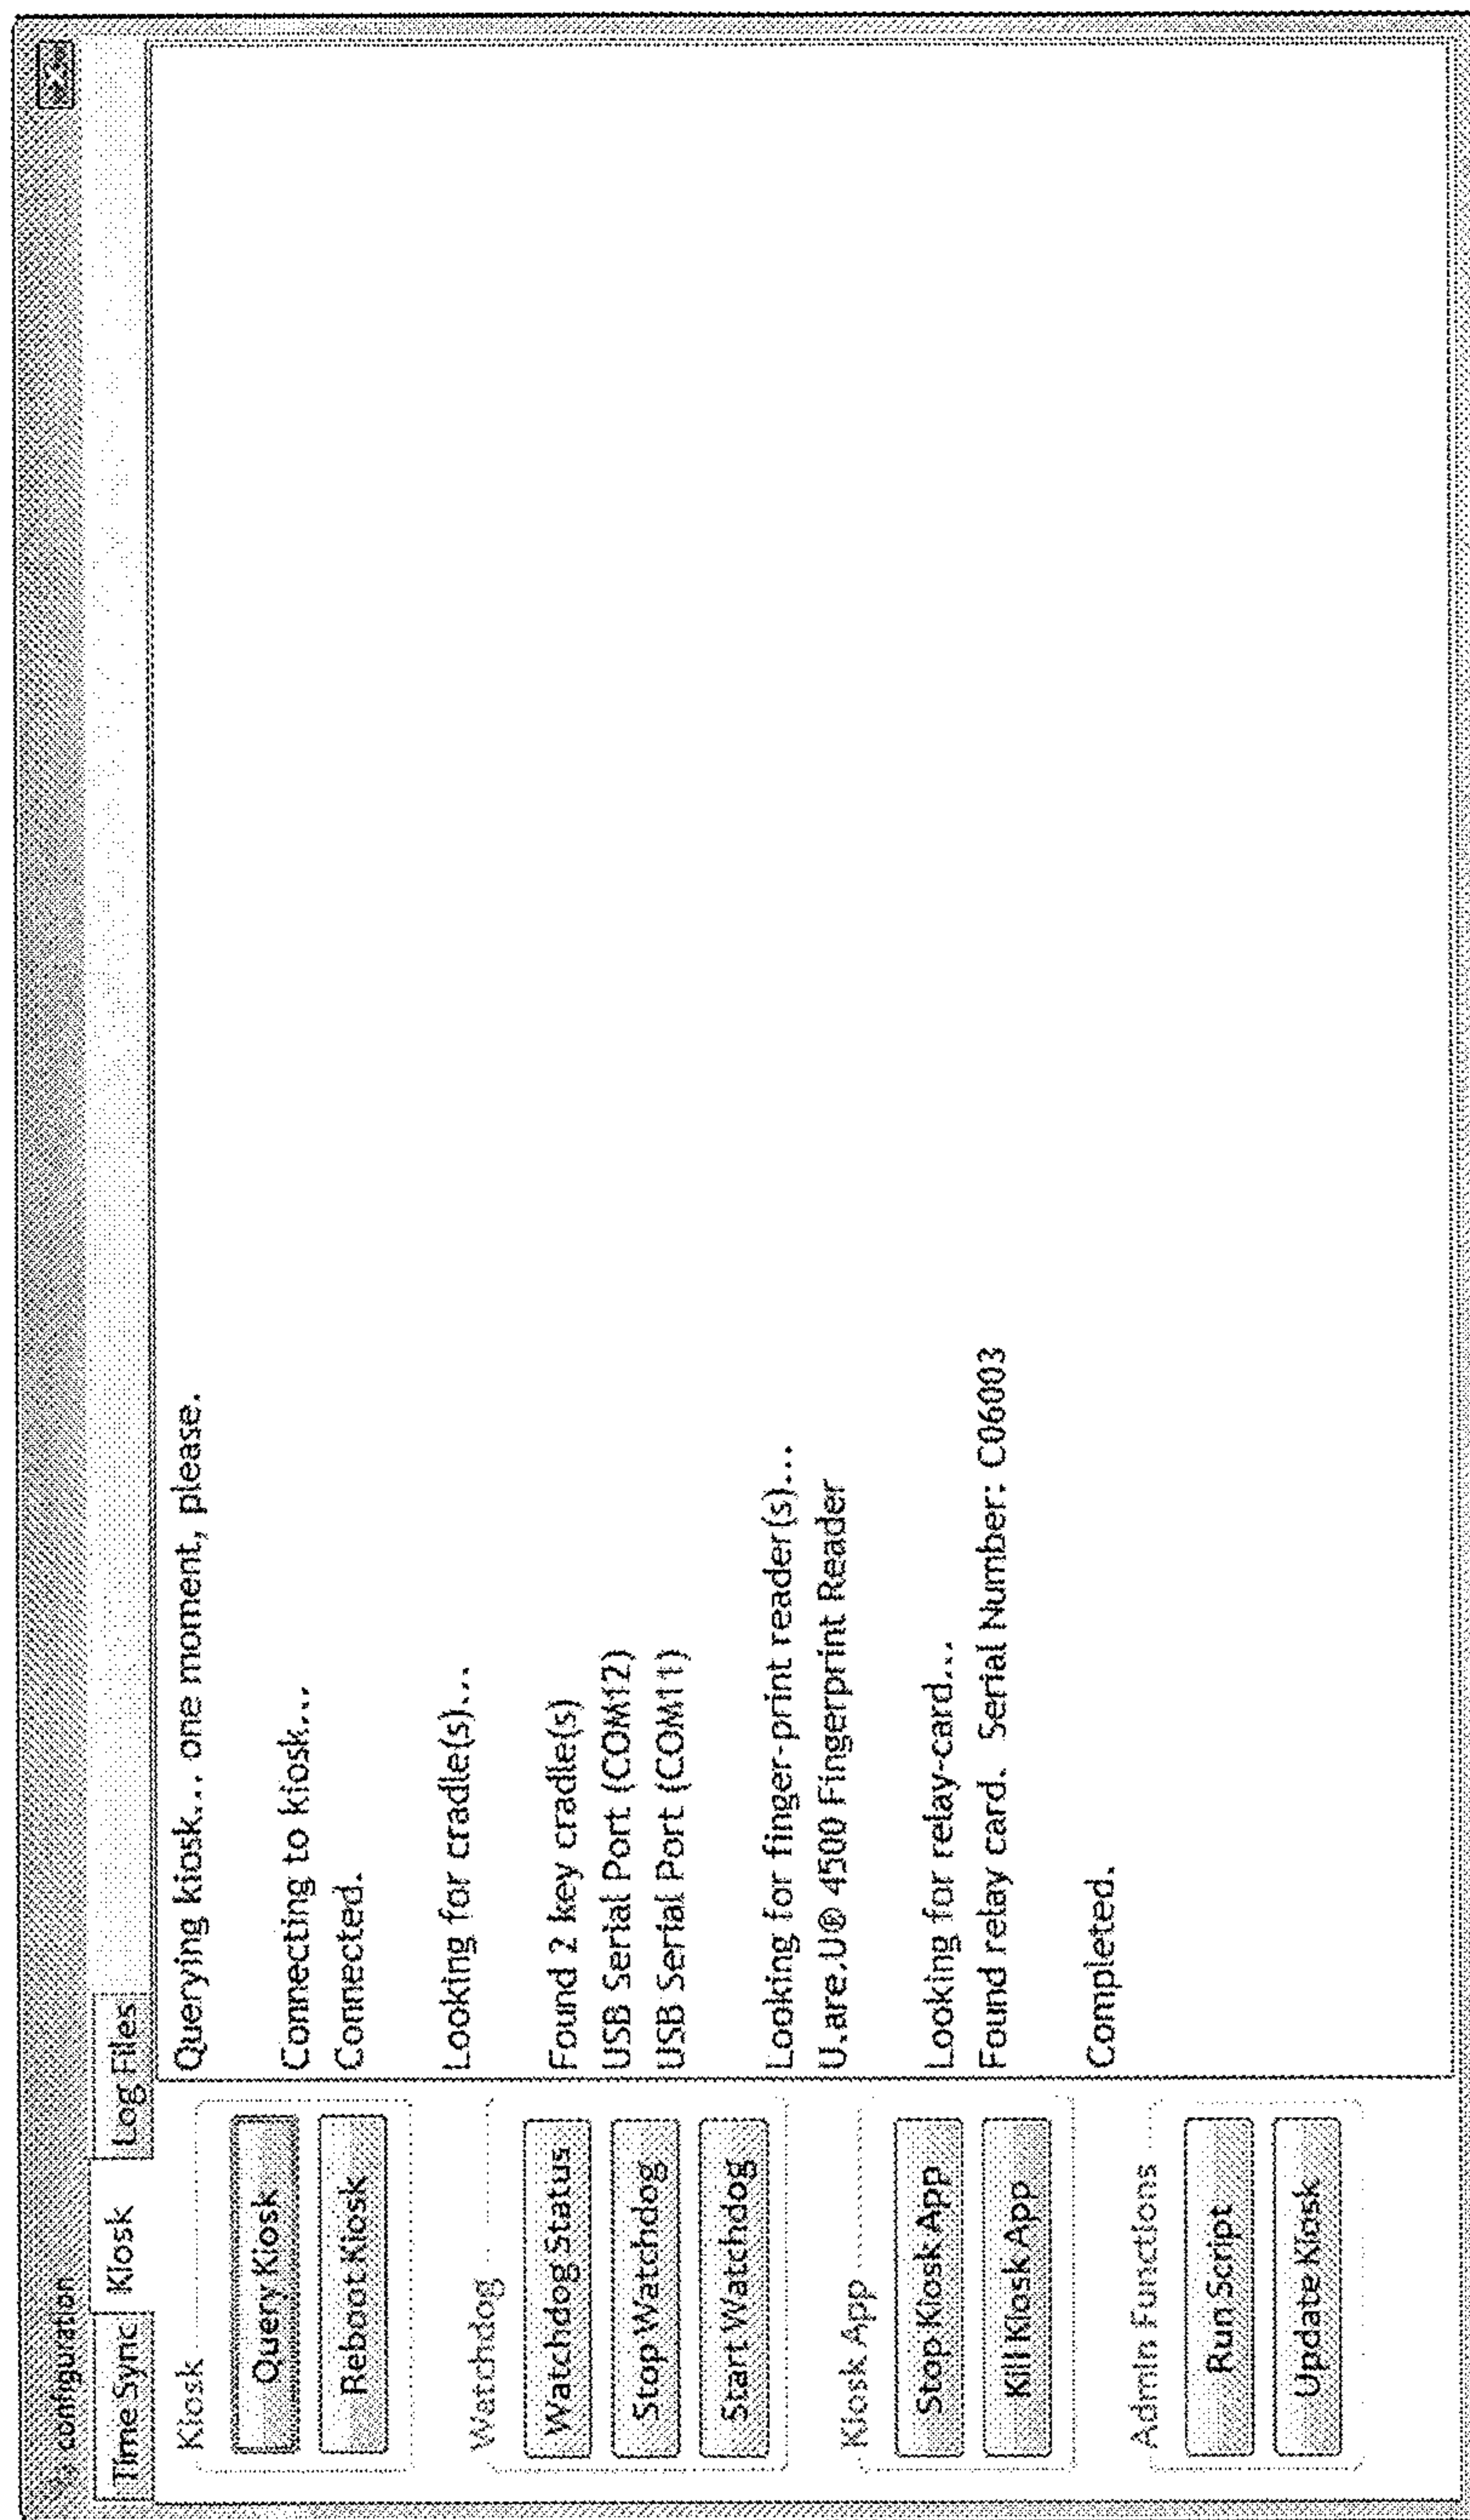 configuration
Time Sync
Kiosk
Log Files
Kiosk
Query Kiosk
Reboot Kiosk
Watchdog
Watchdog Status
Stop Watchdog
Start Watchdog
Kiosk App
Stop Kiosk App
Kill Kiosk App
Admin Functions
Run Script
Update Kiosk
Querying kiosk... one moment, please.
Connecting to kiosk...
Connected.
Looking for cradle(s)...
Found 2 key cradle(s)
USB Serial Port (COM12)
USB Serial Port (COM11)
Looking for finger-print reader(s)...
U.are.U® 4500 Fingerprint Reader
Looking for relay-card...
Found relay card.  Serial Number: C06003
Completed.